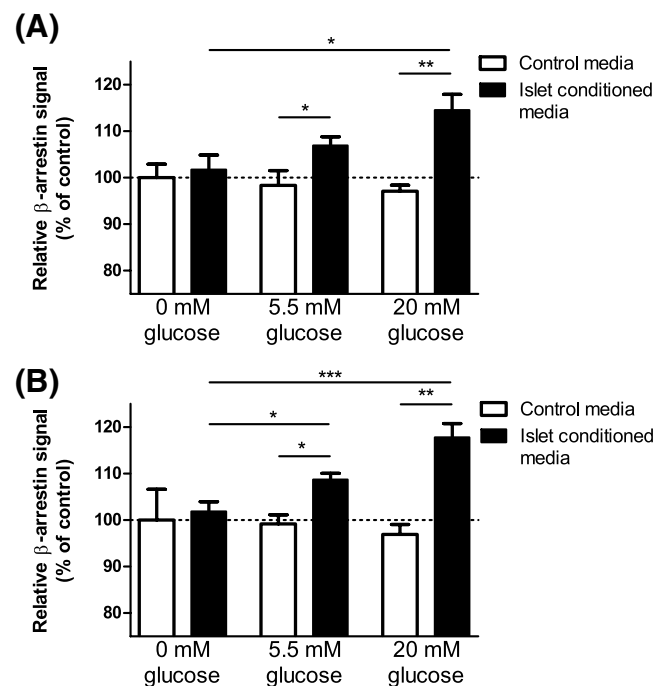 (A)
*
Control media
Islet conditioned
media
**
*
Relative β-arrestin signal
(% of control)
120
110
100
90
80
0 mM
glucose
5.5 mM
glucose
20 mM
glucose
(B)
***
Control media
Islet conditioned
media
**
*
*
Relative β-arrestin signal
(% of control)
120
110
100
90
80
0 mM
glucose
5.5 mM
glucose
20 mM
glucose